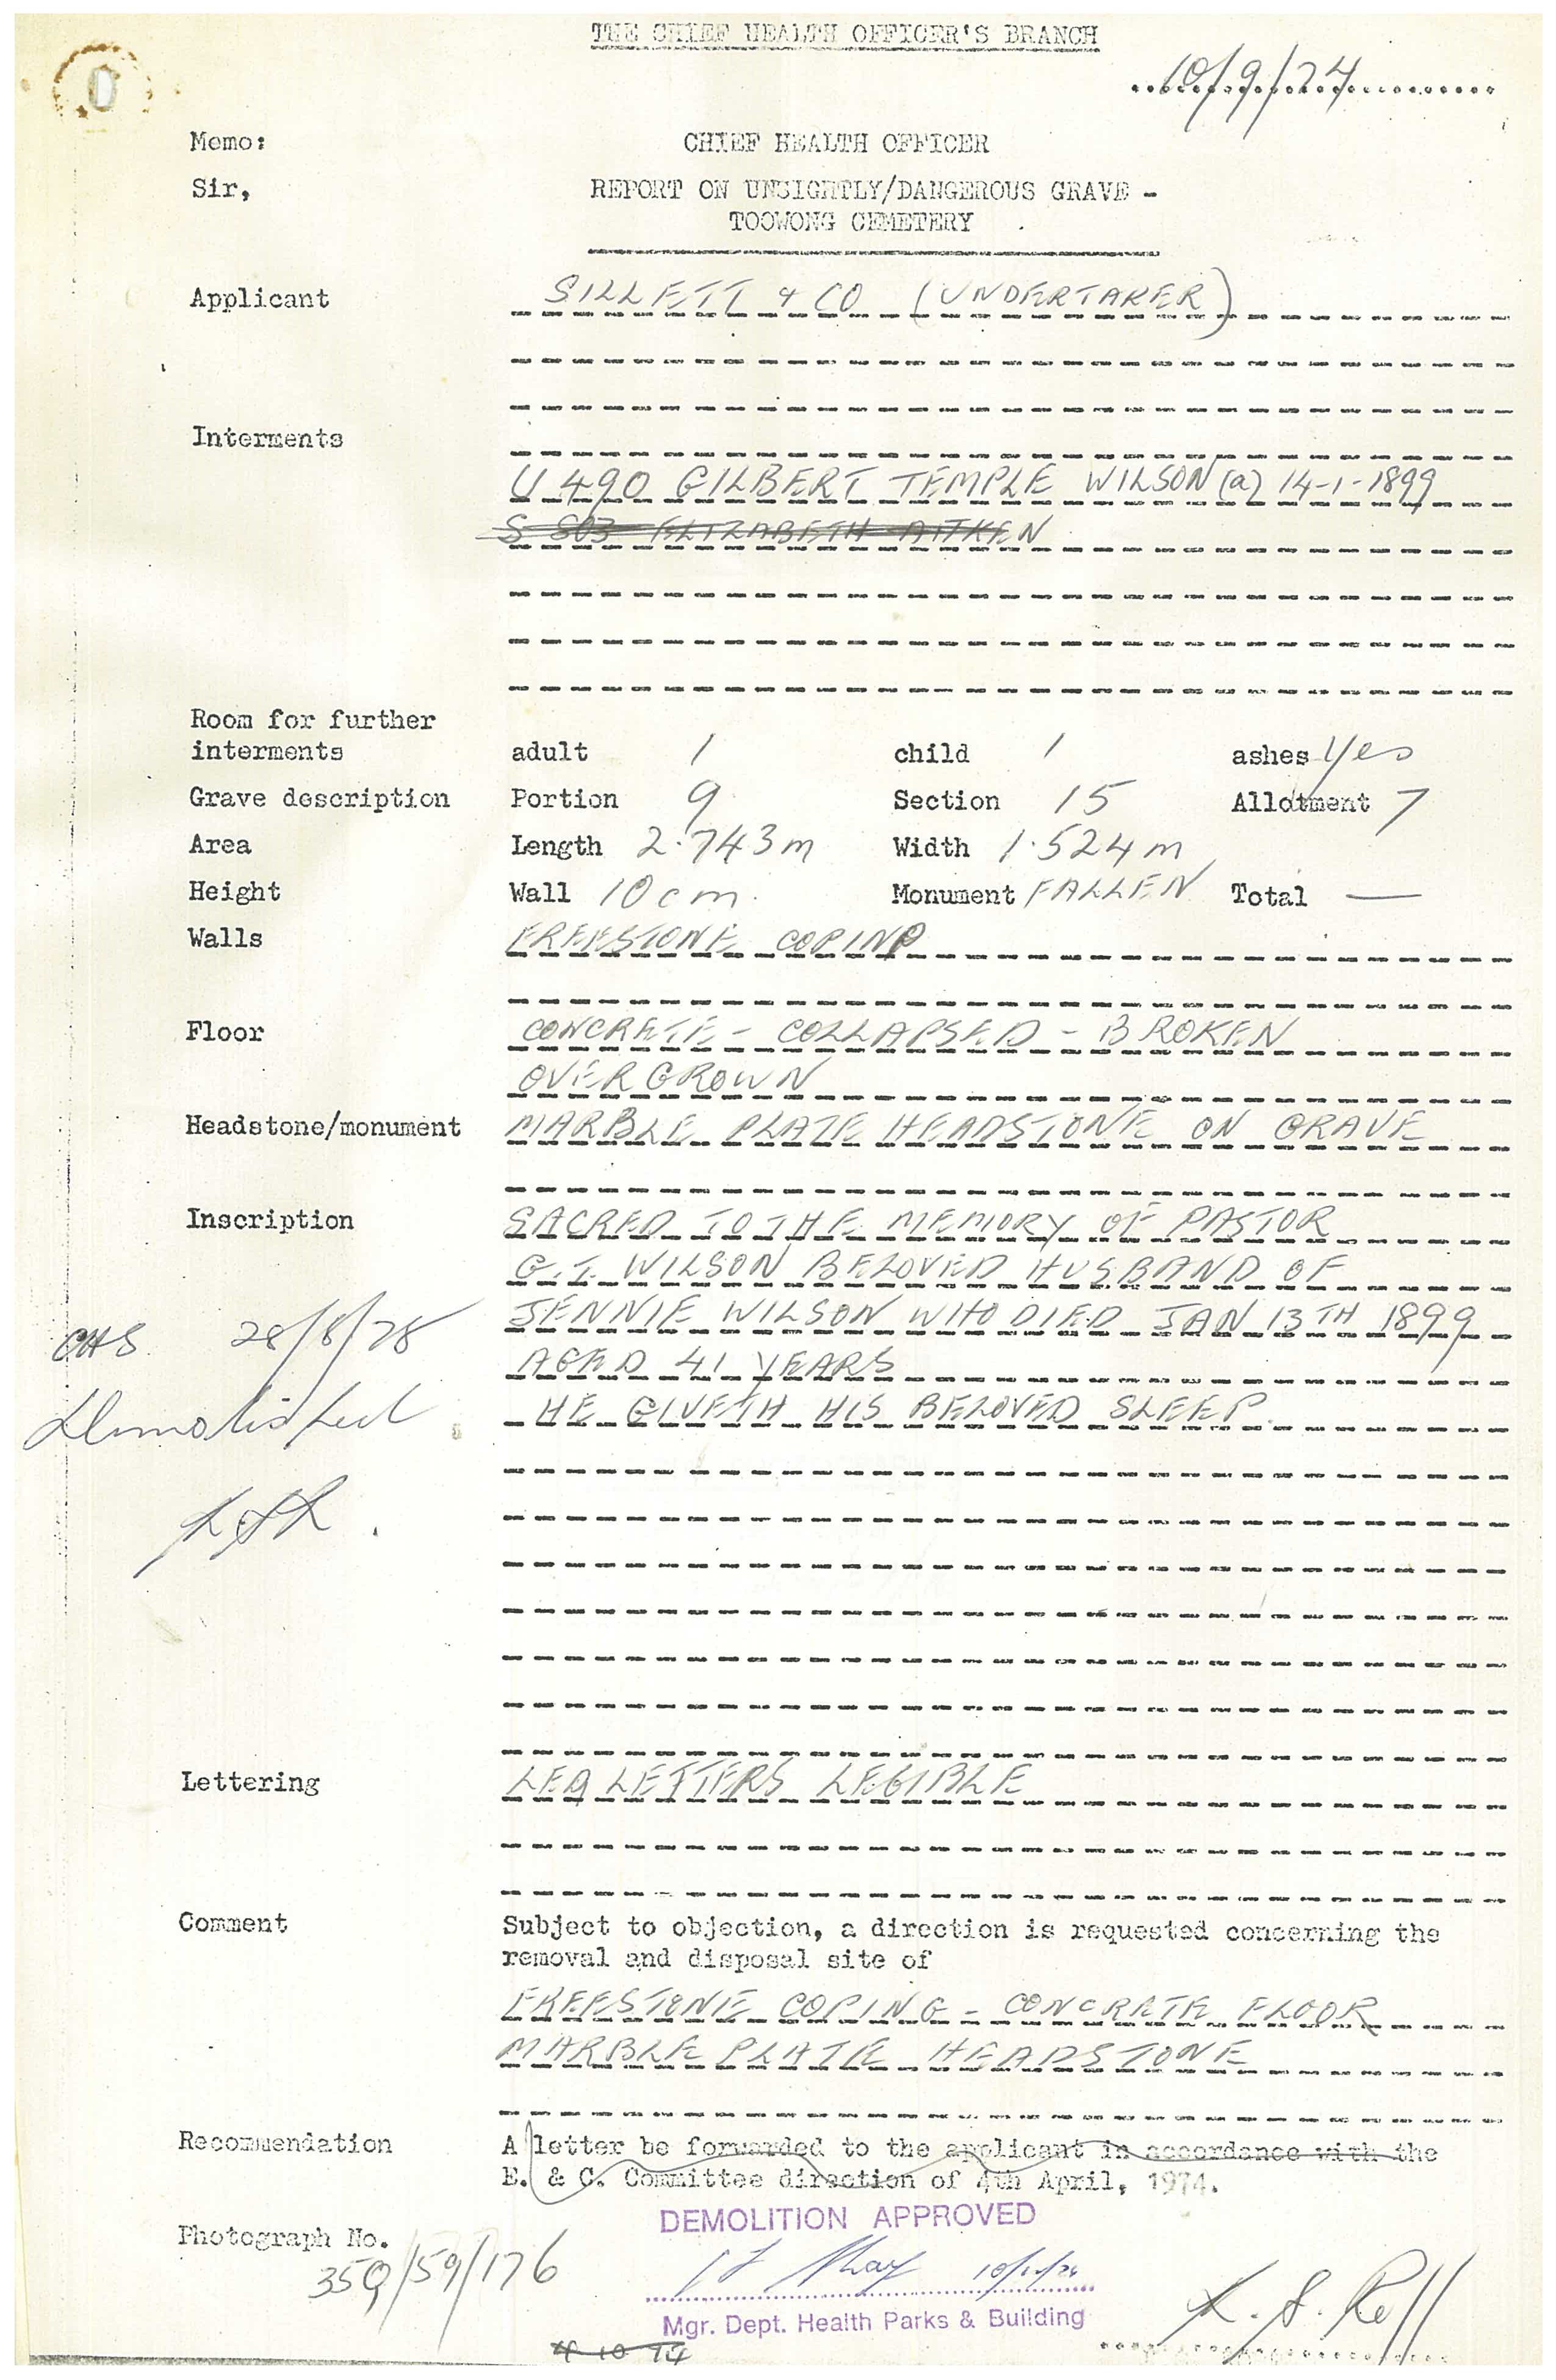 THE CHIEF HEALTH OFFICER'S BRANCH
10/9/74
Memo: CHIEF HEALTH OFFICER
Sir, REPORT ON UNSIGHTLY/DANGEROUS GRAVE -
TOOWONG CEMETERY
Applicant SILLETT & CO (UNDERTAKER)
Interments
U 490 GILBERT TEMPLE WILSON (a) 14-1-1899
S 803 ELIZABETH AITKEN
Room for further
interments adult 1 child 1 ashes Yes
Grave description Portion 9 Section 15 Allotment 7
Area Length 2.743m Width 1.524m
Height Wall 10cm. Monument FALLEN Total —
Walls FREESTONE COPING
Floor CONCRETE - COLLAPSED - BROKEN
OVERGROWN
Headstone/monument MARBLE PLATE HEADSTONE ON GRAVE
Inscription SACRED TO THE MEMORY OF PASTOR
G.T. WILSON BELOVED HUSBAND OF
JENNIE WILSON WHO DIED JAN 13TH 1899
AGED 41 YEARS
HE GIVETH HIS BELOVED SLEEP
28/8/78
Demolished
Lettering LEAD LETTERS LEGIBLE
Comment Subject to objection, a direction is requested concerning the
removal and disposal site of
FREESTONE COPING - CONCRETE FLOOR
MARBLE PLATE HEADSTONE
Recommendation A letter be forwarded to the applicant in accordance with the
E. & C. Committee direction of 4th April, 1974.
DEMOLITION APPROVED
Photograph No.
35Q/59/176
Mgr. Dept. Health Parks & Building
4 10 74